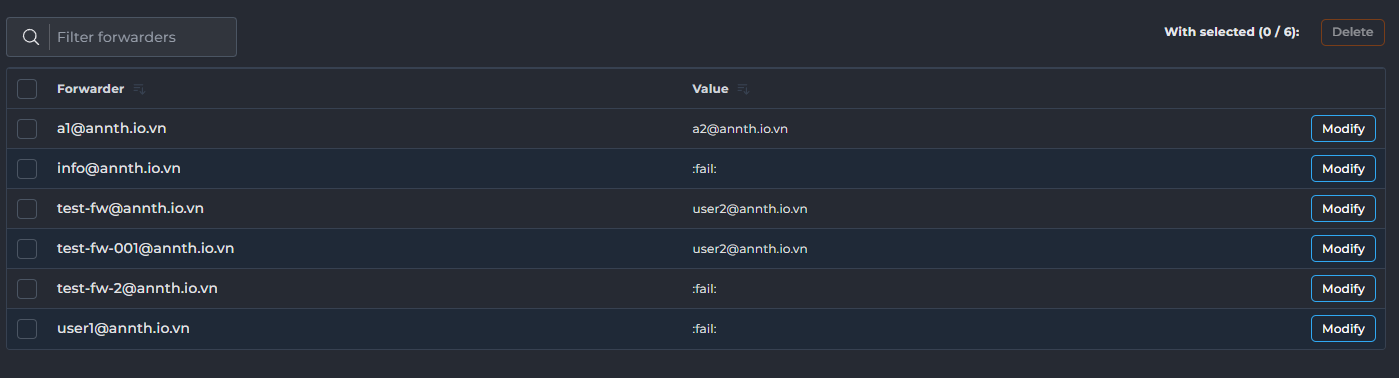 Filter forwarders
With selected (0 / 6): Delete
Forwarder Value
a1@annth.io.vn a2@annth.io.vn Modify
info@annth.io.vn :fail: Modify
test-fw@annth.io.vn user2@annth.io.vn Modify
test-fw-001@annth.io.vn user2@annth.io.vn Modify
test-fw-2@annth.io.vn :fail: Modify
user1@annth.io.vn :fail: Modify